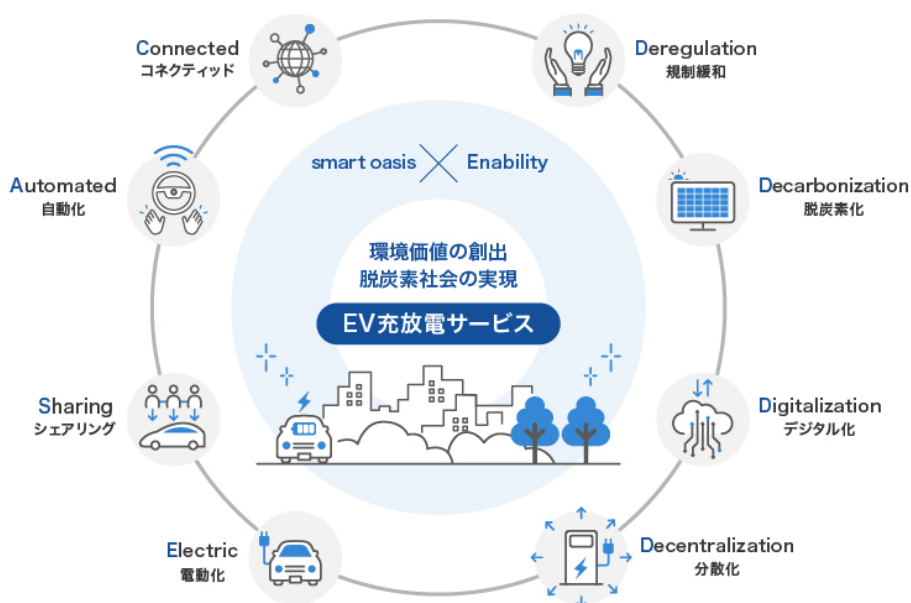 Connected
コネクティッド
Deregulation
規制緩和
smart oasis × Enability
Automated
自動化
Decarbonization
脱炭素化
環境価値の創出
脱炭素社会の実現
EV充放電サービス
Sharing
シェアリング
Digitalization
デジタル化
Electric
電動化
Decentralization
分散化